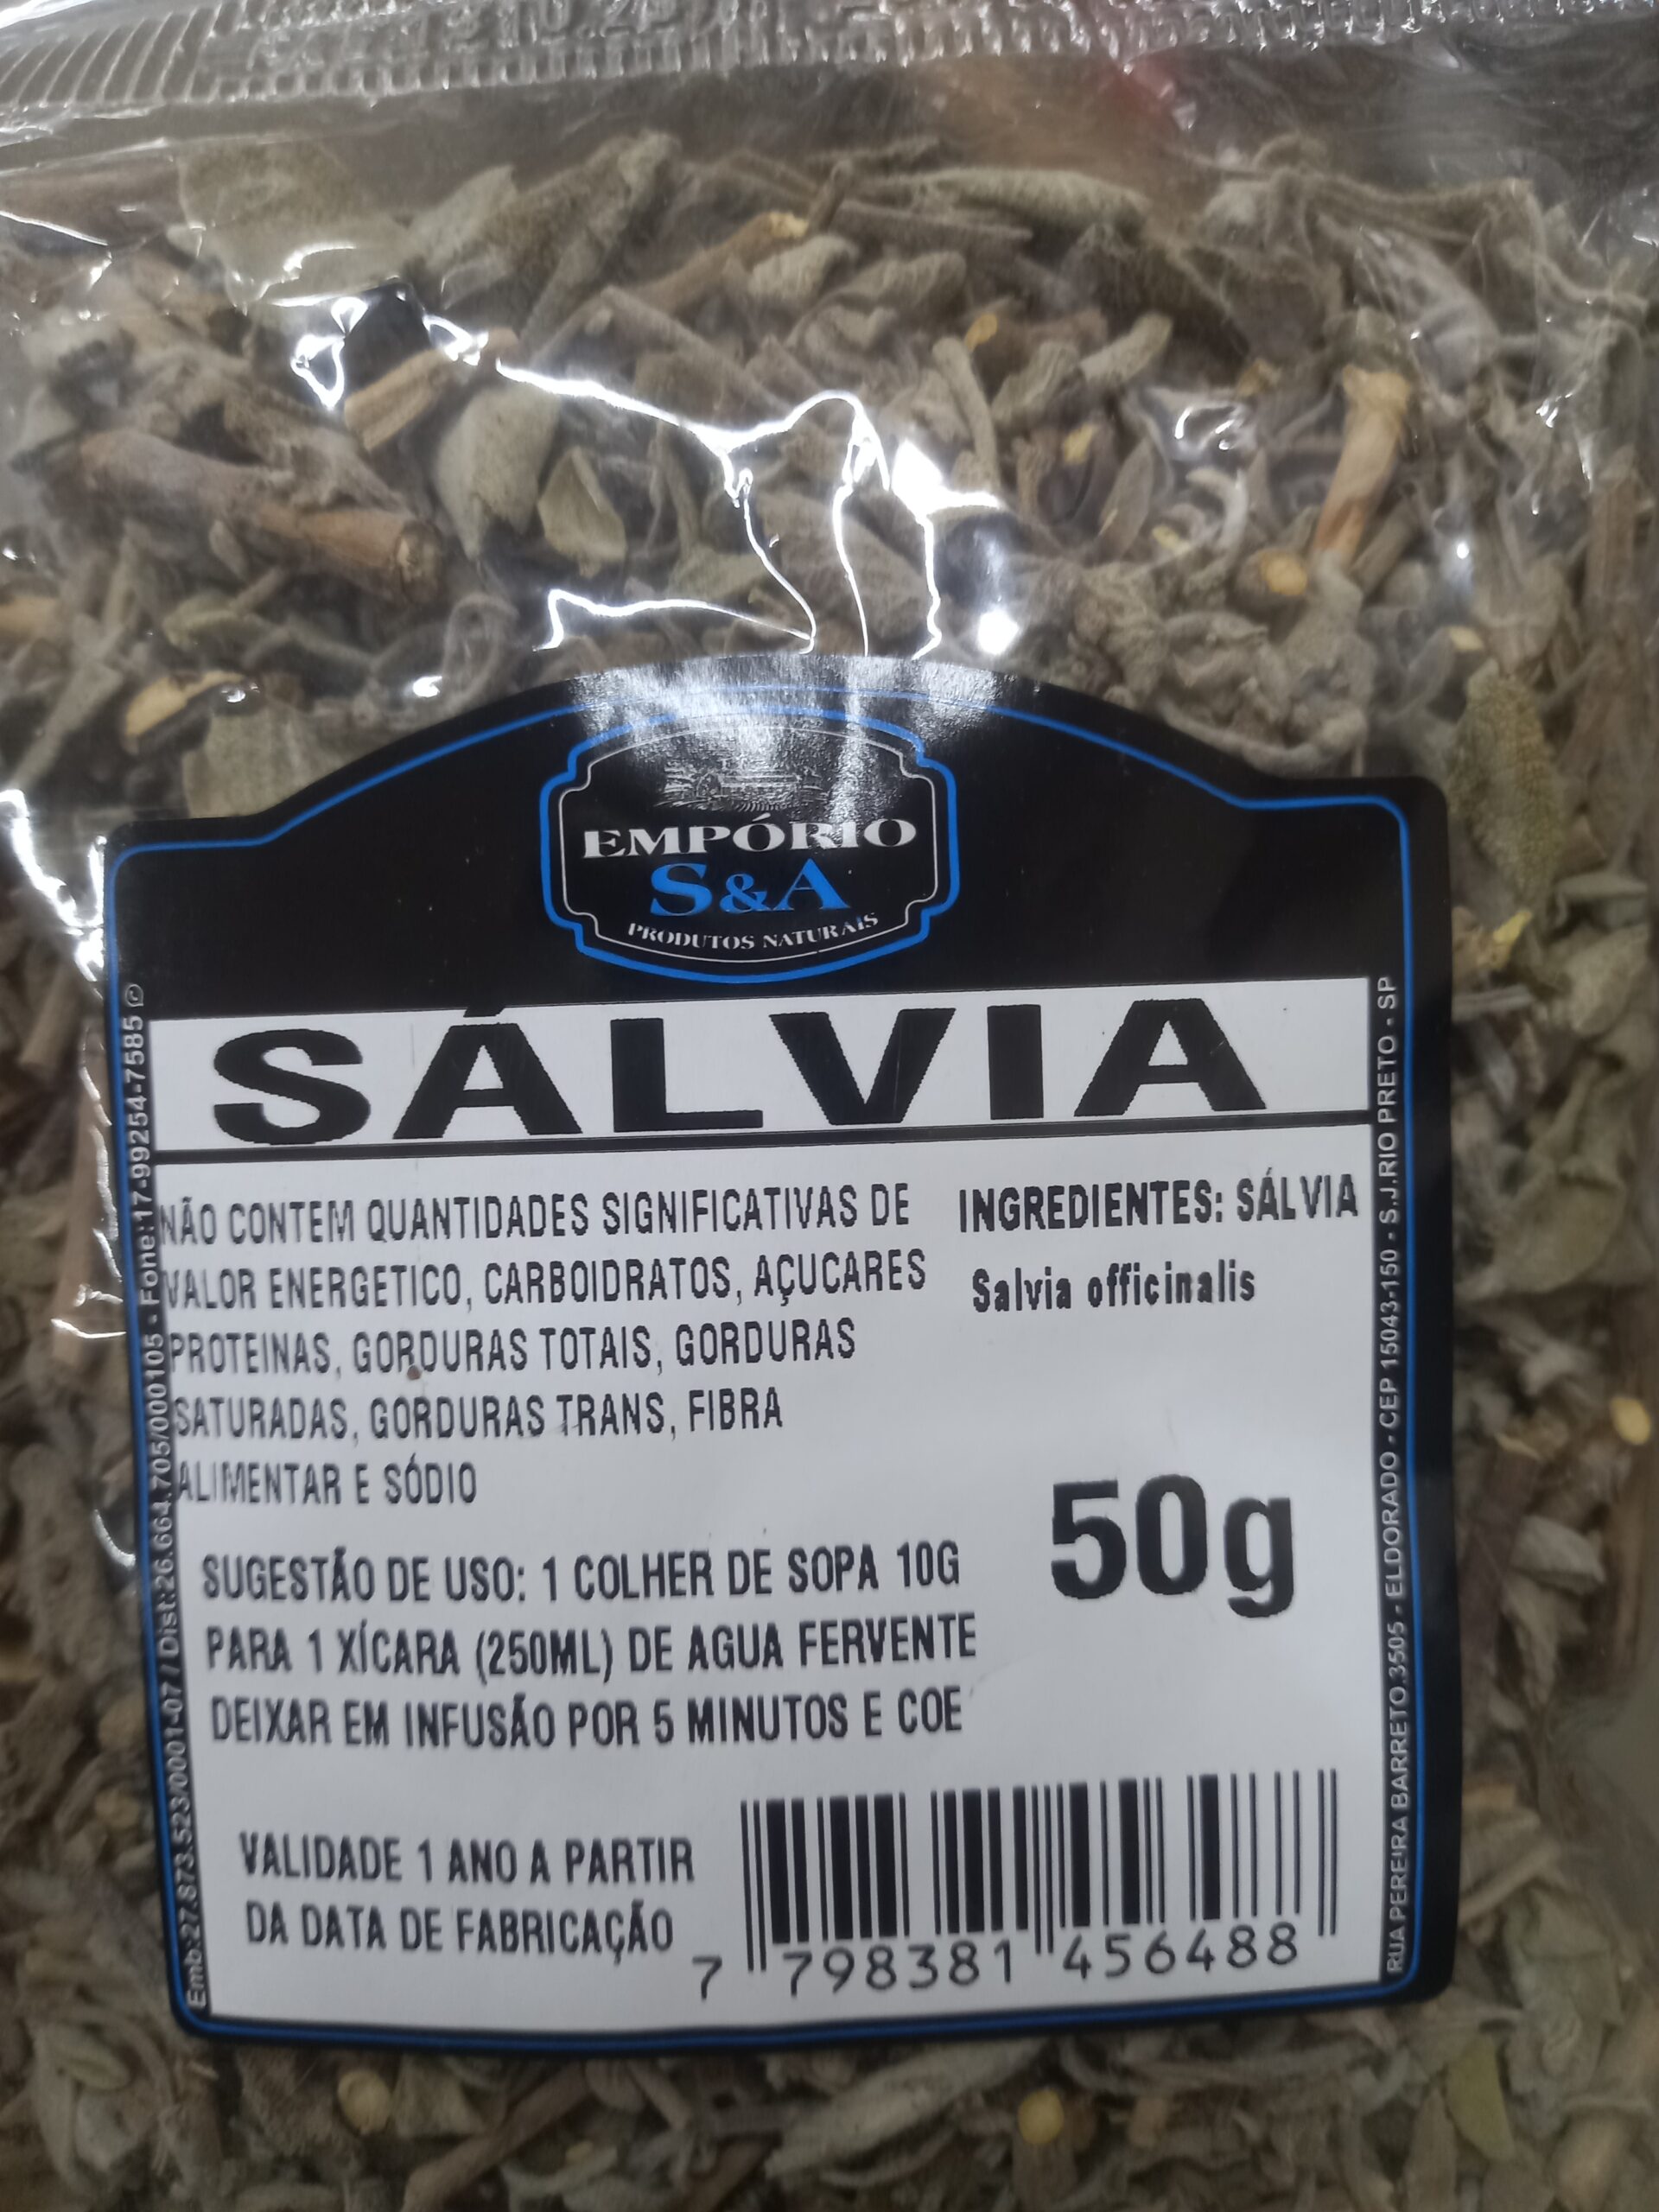 EMPÓRIO
S&A
PRODUTOS NATURAIS
SÁLVIA
NÃO CONTEM QUANTIDADES SIGNIFICATIVAS DE
VALOR ENERGETICO, CARBOIDRATOS, AÇUCARES
PROTEINAS, GORDURAS TOTAIS, GORDURAS
SATURADAS, GORDURAS TRANS, FIBRA
ALIMENTAR E SÓDIO
INGREDIENTES: SÁLVIA
Salvia officinalis
50g
SUGESTÃO DE USO: 1 COLHER DE SOPA 10G
PARA 1 XÍCARA (250ML) DE AGUA FERVENTE
DEIXAR EM INFUSÃO POR 5 MINUTOS E COE
VALIDADE 1 ANO A PARTIR
DA DATA DE FABRICAÇÃO
7 798381 456488
Emb:27.873.523/0001-07 / Dist:26.664.705/000105 - Fone:17-99254-7585
RUA PEREIRA BARRETO.3505 - ELDORADO - CEP 15043-150 - S.J.RIO PRETO - SP